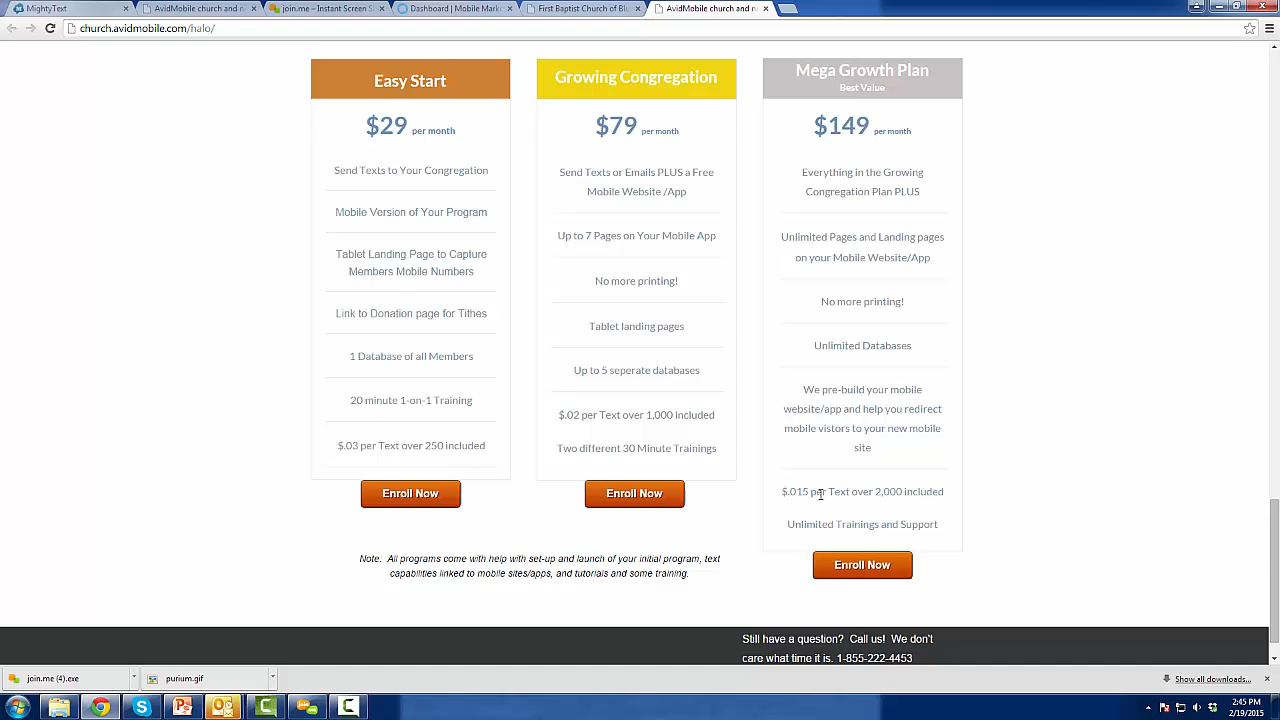 MightyText
AvidMobile church and n
join.me – Instant Screen S
Dashboard | Mobile Mark
First Baptist Church of Bl
AvidMobile church and n
church.avidmobile.com/halo/
Easy Start
$29 per month
Send Texts to Your Congregation
Mobile Version of Your Program
Tablet Landing Page to Capture
Members Mobile Numbers
Link to Donation page for Tithes
1 Database of all Members
20 minute 1-on-1 Training
$.03 per Text over 250 included
Enroll Now
Growing Congregation
$79 per month
Send Texts or Emails PLUS a Free
Mobile Website /App
Up to 7 Pages on Your Mobile App
No more printing!
Tablet landing pages
Up to 5 seperate databases
$.02 per Text over 1,000 included
Two different 30 Minute Trainings
Enroll Now
Mega Growth Plan
Best Value
$149 per month
Everything in the Growing
Congregation Plan PLUS
Unlimited Pages and Landing pages
on your Mobile Website/App
No more printing!
Unlimited Databases
We pre-build your mobile
website/app and help you redirect
mobile vistors to your new mobile
site
$.015 per Text over 2,000 included
Unlimited Trainings and Support
Enroll Now
Note: All programs come with help with set-up and launch of your initial program, text
capabilities linked to mobile sites/apps, and tutorials and some training.
Still have a question? Call us! We don't
care what time it is. 1-855-222-4453
join.me (4).exe
purium.gif
Show all downloads...
2:45 PM
2/19/2015